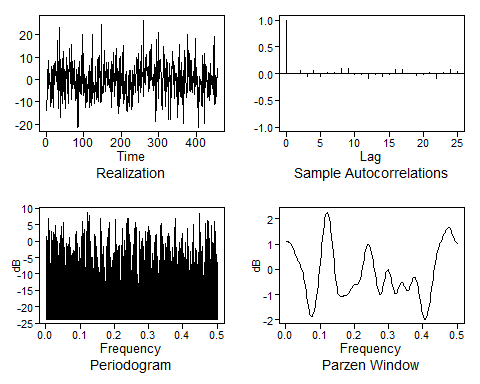 20
10
0
-10
-20
0 100 200 300 400
Time
Realization
1.0
0.5
0.0
-0.5
-1.0
0 5 10 15 20 25
Lag
Sample Autocorrelations
10
5
0
-5
-10
-15
-20
-25
dB
0.0 0.1 0.2 0.3 0.4 0.5
Frequency
Periodogram
2
1
0
-1
-2
dB
0.0 0.1 0.2 0.3 0.4 0.5
Frequency
Parzen Window